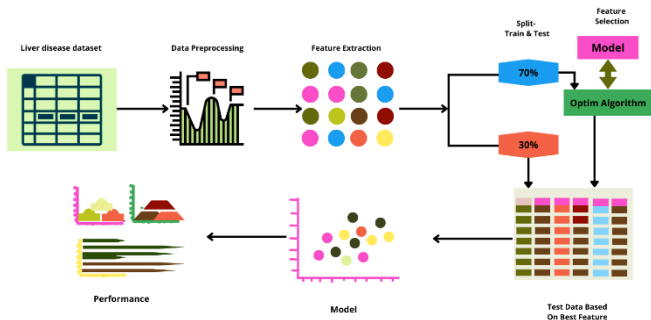 Feature
Selection
Split-
Train & Test
Liver disease dataset
Data Preprocessing
Feature Extraction
Model
70%
Optim Algorithm
30%
Performance
Model
Test Data Based
On Best Feature